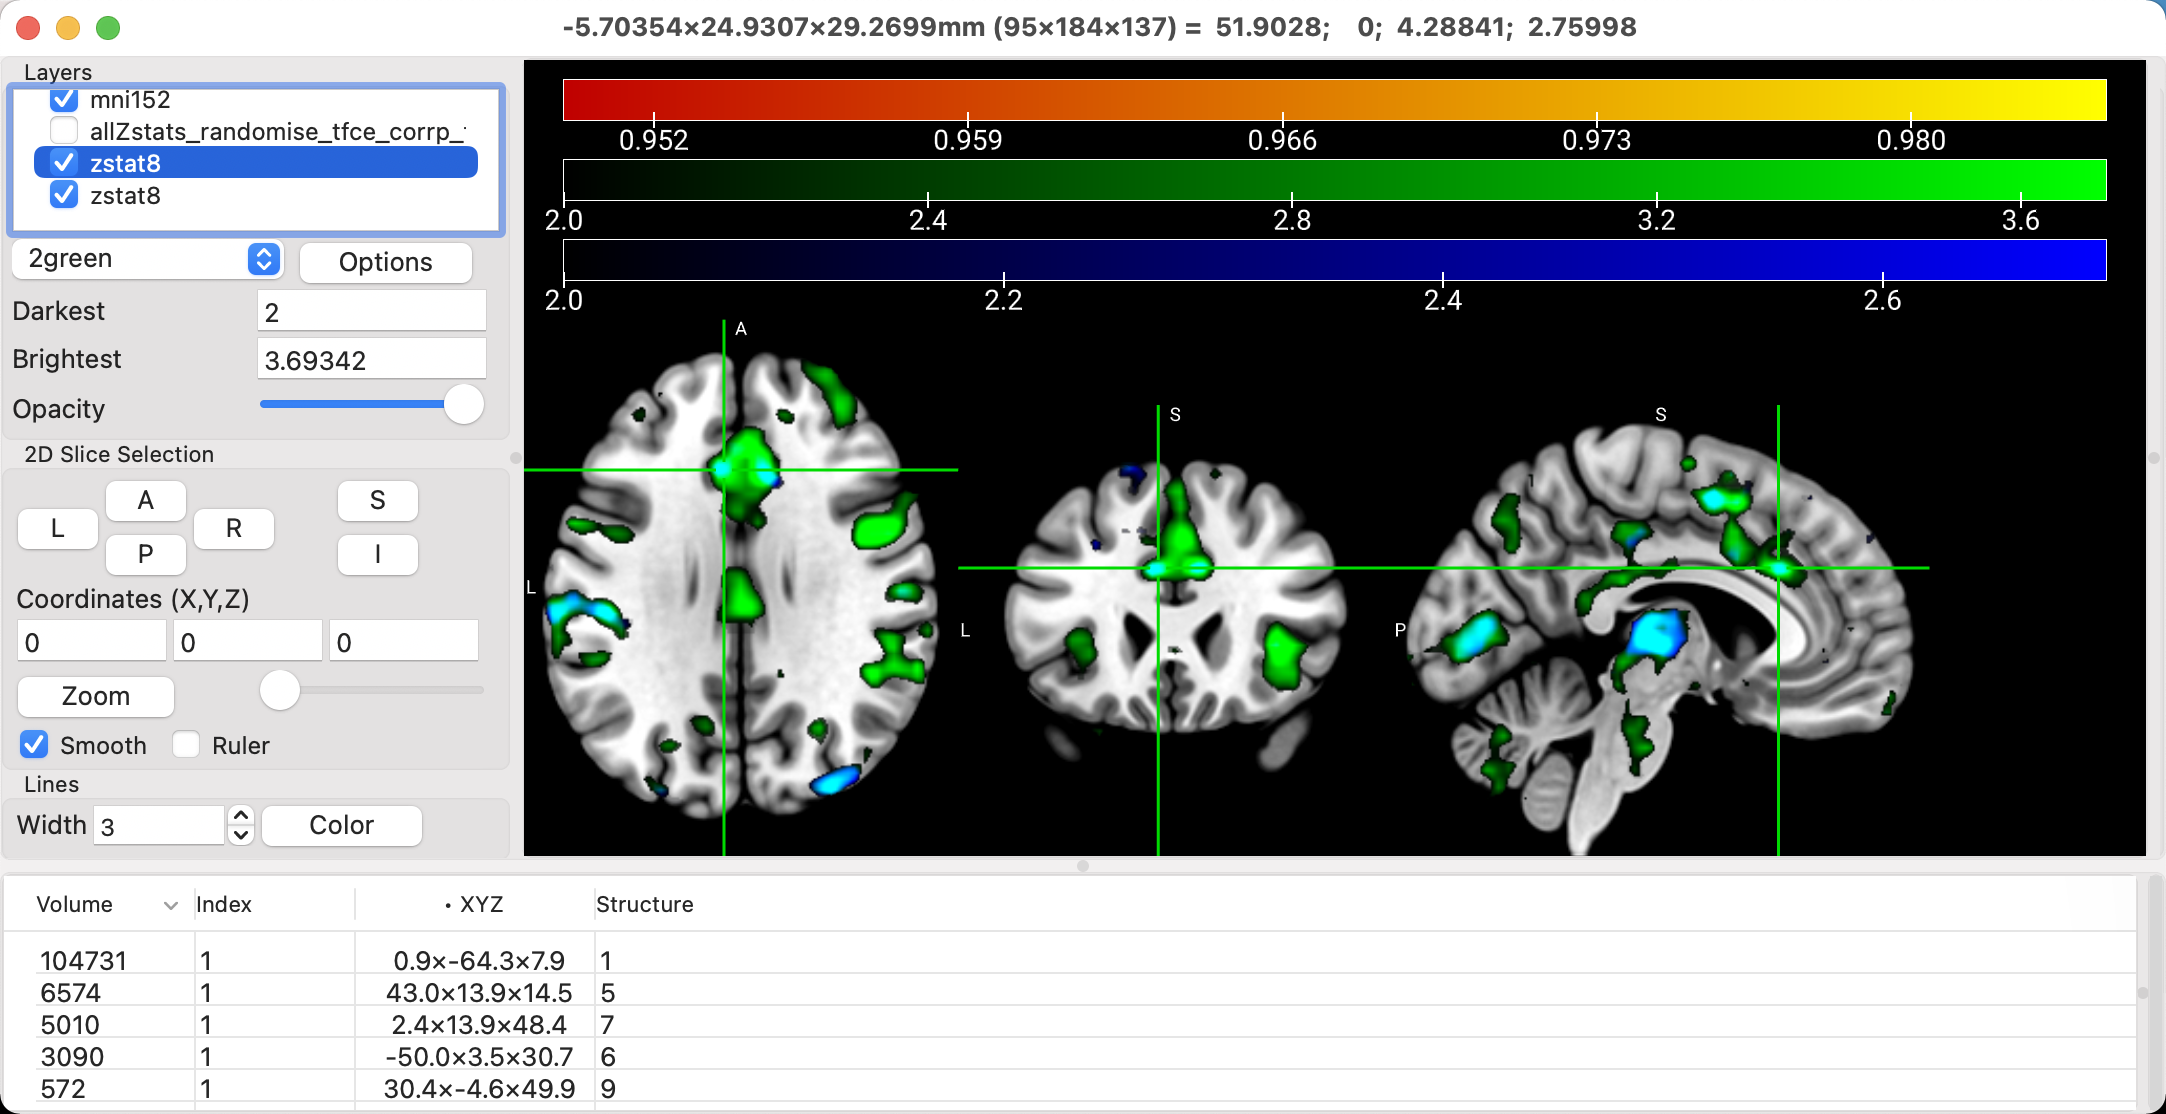 -5.70354×24.9307×29.2699mm (95×184×137) = 51.9028; 0; 4.28841; 2.75998
Layers
mni152
allZstats_randomise_tfce_corrp_
zstat8
zstat8
2green
Options
Darkest
2
Brightest
3.69342
Opacity
2D Slice Selection
A
S
L
R
P
I
Coordinates (X,Y,Z)
0 0 0
Zoom
Smooth
Ruler
Lines
Width
3
Color
0.952 0.959 0.966 0.973 0.980
2.0 2.4 2.8 3.2 3.6
2.0 2.2 2.4 2.6
A
S
S
L
L
P
Volume Index · XYZ Structure
104731 1 0.9×-64.3×7.9 1
6574 1 43.0×13.9×14.5 5
5010 1 2.4×13.9×48.4 7
3090 1 -50.0×3.5×30.7 6
572 1 30.4×-4.6×49.9 9